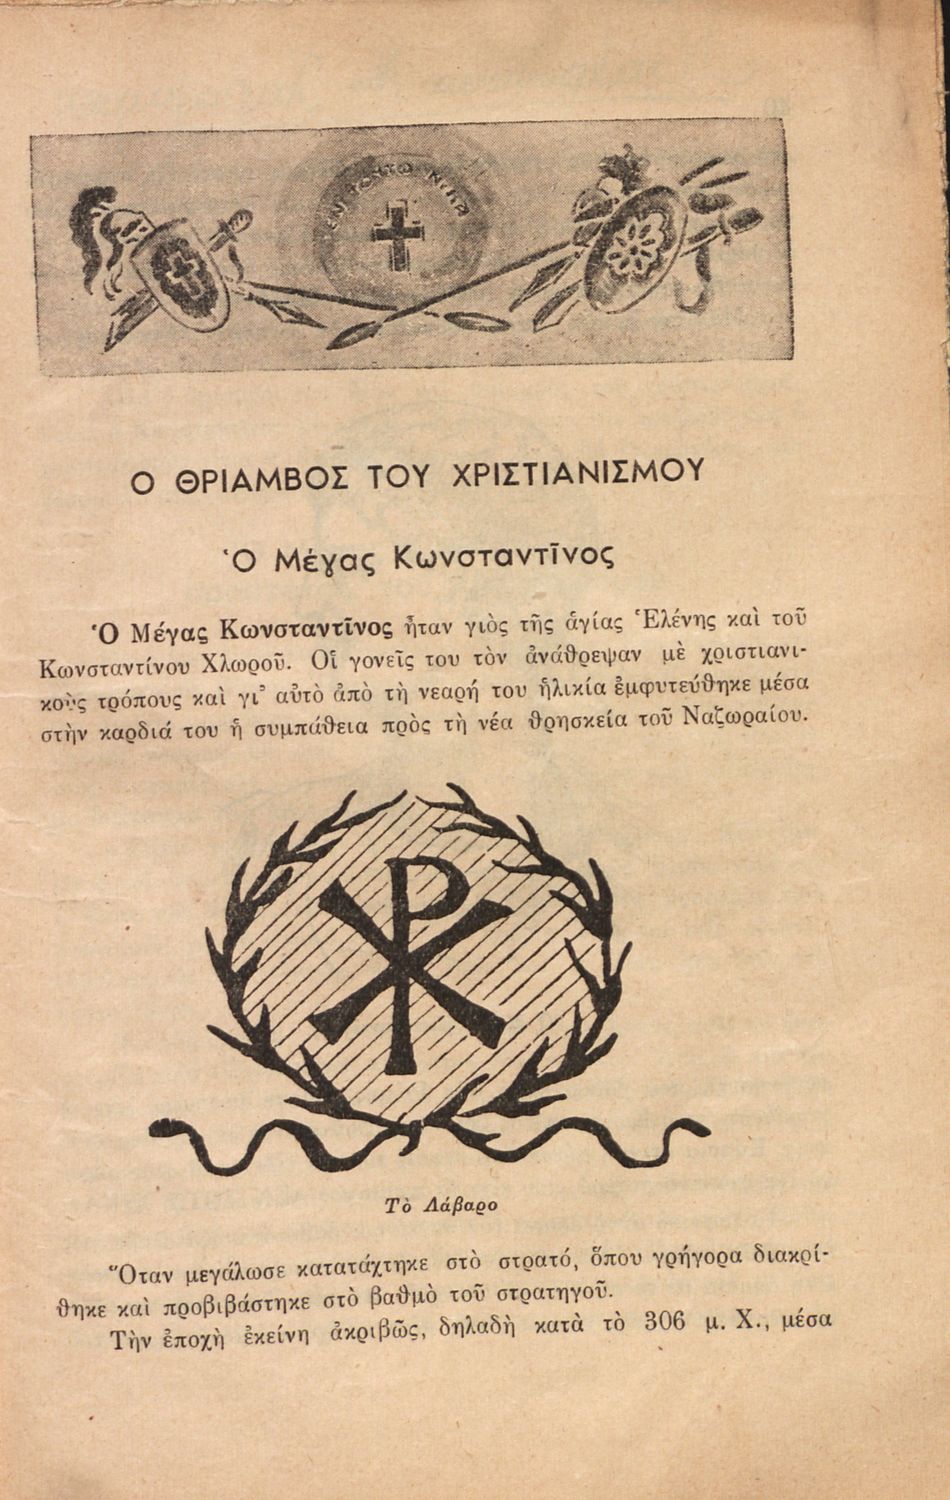 ΕΝ ΤΟΥΤΩ ΝΙΚΑ
Ο ΘΡΙΑΜΒΟΣ ΤΟΥ ΧΡΙΣΤΙΑΝΙΣΜΟΥ
Ὁ Μέγας Κωνσταντῖνος
Ὁ Μέγας Κωνσταντῖνος ἦταν γιὸς τῆς ἁγίας Ἑλένης καὶ τοῦ
Κωνσταντίνου Χλωροῦ. Οἱ γονεῖς του τὸν ἀνάθρεψαν μὲ χριστιανι-
κοὺς τρόπους καὶ γι᾿ αὐτὸ ἀπὸ τὴ νεαρή του ἡλικία ἐμφυτεύθηκε μέσα
στὴν καρδιά του ἡ συμπάθεια πρὸς τὴ νέα θρησκεία τοῦ Ναζωραίου.
Τὸ Λάβαρο
Ὅταν μεγάλωσε κατατάχτηκε στὸ στρατό, ὅπου γρήγορα διακρί-
θηκε καὶ προβιβάστηκε στὸ βαθμὸ τοῦ στρατηγοῦ.
Τὴν ἐποχὴ ἐκείνη ἀκριβῶς, δηλαδὴ κατὰ τὸ 306 μ. Χ., μέσα